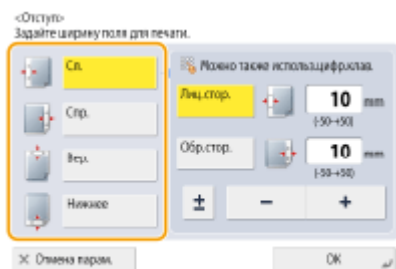 <Отступ>
Задайте ширину поля для печати.
Сл.
Спр.
Вер.
Нижнее
Можно также использ.цифр.клав.
Лиц.стор.
10 mm
(-50~+50)
Обр.стор.
10 mm
(-50~+50)
± − +
× Отмена парам.
OK